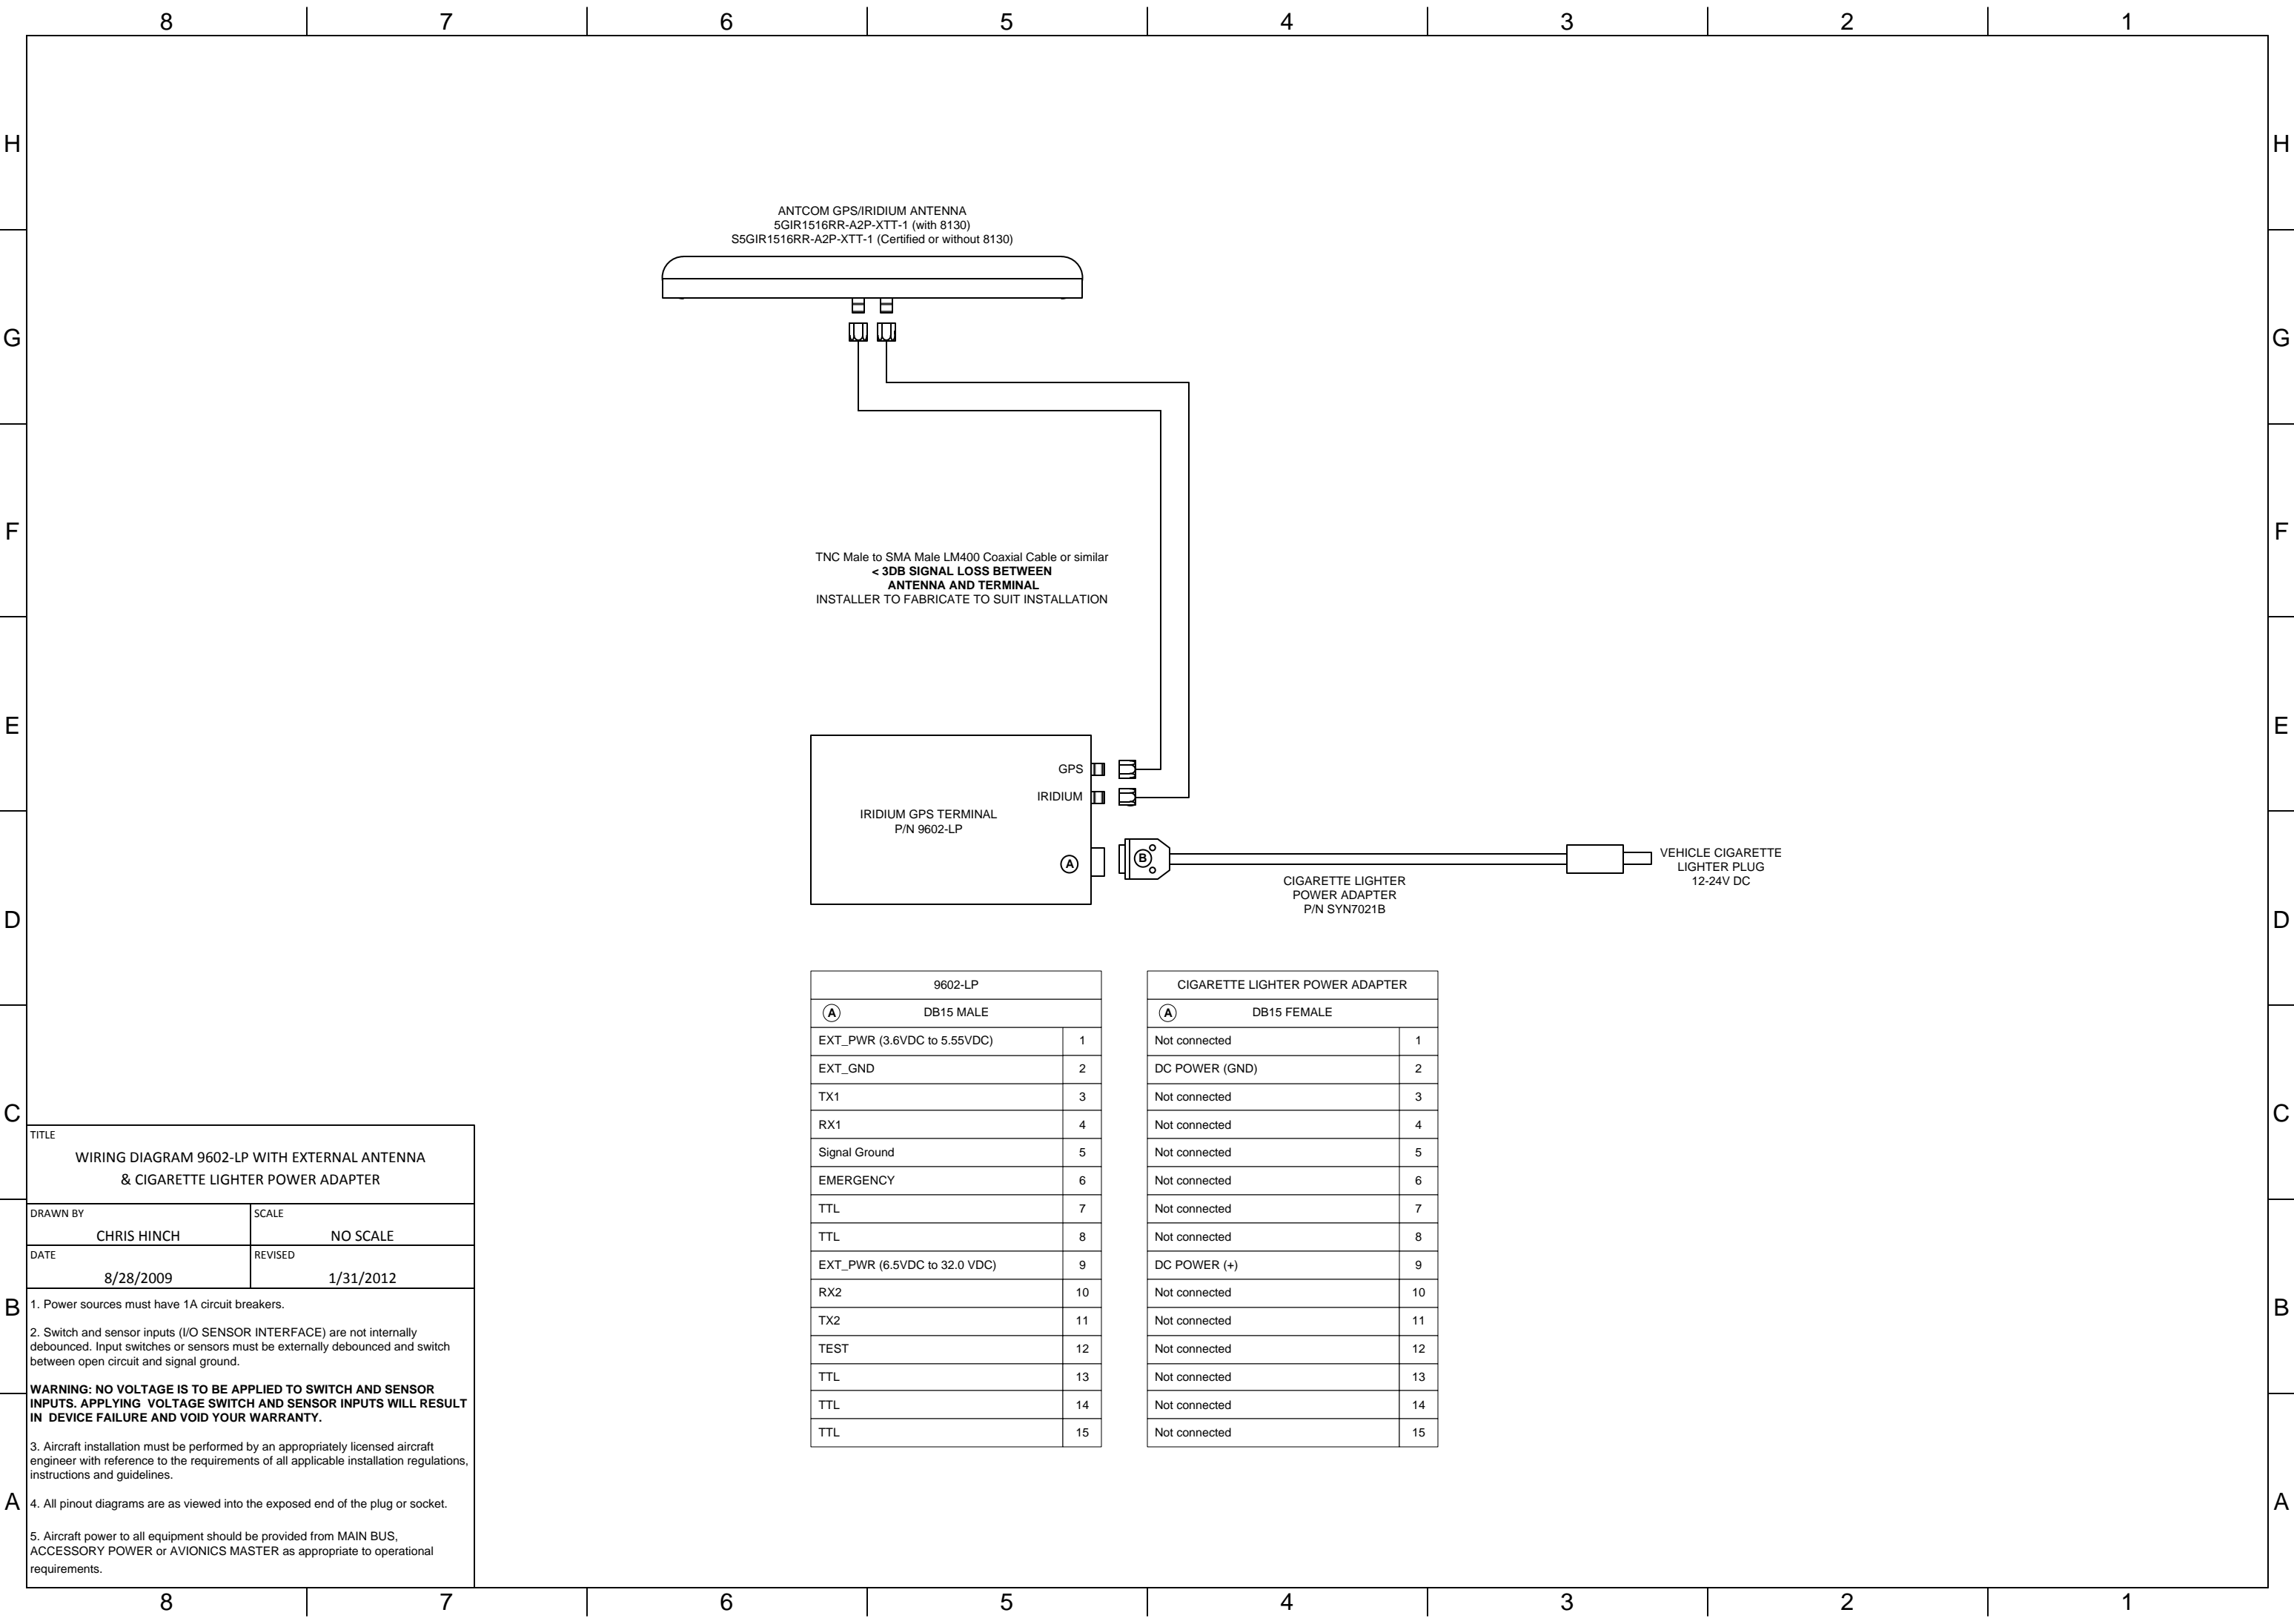 8 7 6 5 4 3 2 1
H H
G G
F F
E E
D D
C C
B B
A A
ANTCOM GPS/IRIDIUM ANTENNA
5GIR1516RR-A2P-XTT-1 (with 8130)
S5GIR1516RR-A2P-XTT-1 (Certified or without 8130)
TNC Male to SMA Male LM400 Coaxial Cable or similar
< 3DB SIGNAL LOSS BETWEEN
ANTENNA AND TERMINAL
INSTALLER TO FABRICATE TO SUIT INSTALLATION
GPS
IRIDIUM
IRIDIUM GPS TERMINAL
P/N 9602-LP
A
B
CIGARETTE LIGHTER
POWER ADAPTER
P/N SYN7021B
VEHICLE CIGARETTE
LIGHTER PLUG
12-24V DC
9602-LP
A DB15 MALE
EXT_PWR (3.6VDC to 5.55VDC) 1
EXT_GND 2
TX1 3
RX1 4
Signal Ground 5
EMERGENCY 6
TTL 7
TTL 8
EXT_PWR (6.5VDC to 32.0 VDC) 9
RX2 10
TX2 11
TEST 12
TTL 13
TTL 14
TTL 15
CIGARETTE LIGHTER POWER ADAPTER
A DB15 FEMALE
Not connected 1
DC POWER (GND) 2
Not connected 3
Not connected 4
Not connected 5
Not connected 6
Not connected 7
Not connected 8
DC POWER (+) 9
Not connected 10
Not connected 11
Not connected 12
Not connected 13
Not connected 14
Not connected 15
TITLE
WIRING DIAGRAM 9602-LP WITH EXTERNAL ANTENNA
& CIGARETTE LIGHTER POWER ADAPTER
DRAWN BY
CHRIS HINCH
SCALE
NO SCALE
DATE
8/28/2009
REVISED
1/31/2012
1. Power sources must have 1A circuit breakers.
2. Switch and sensor inputs (I/O SENSOR INTERFACE) are not internally
debounced. Input switches or sensors must be externally debounced and switch
between open circuit and signal ground.
WARNING: NO VOLTAGE IS TO BE APPLIED TO SWITCH AND SENSOR
INPUTS. APPLYING VOLTAGE SWITCH AND SENSOR INPUTS WILL RESULT
IN DEVICE FAILURE AND VOID YOUR WARRANTY.
3. Aircraft installation must be performed by an appropriately licensed aircraft
engineer with reference to the requirements of all applicable installation regulations,
instructions and guidelines.
4. All pinout diagrams are as viewed into the exposed end of the plug or socket.
5. Aircraft power to all equipment should be provided from MAIN BUS,
ACCESSORY POWER or AVIONICS MASTER as appropriate to operational
requirements.
8 7 6 5 4 3 2 1